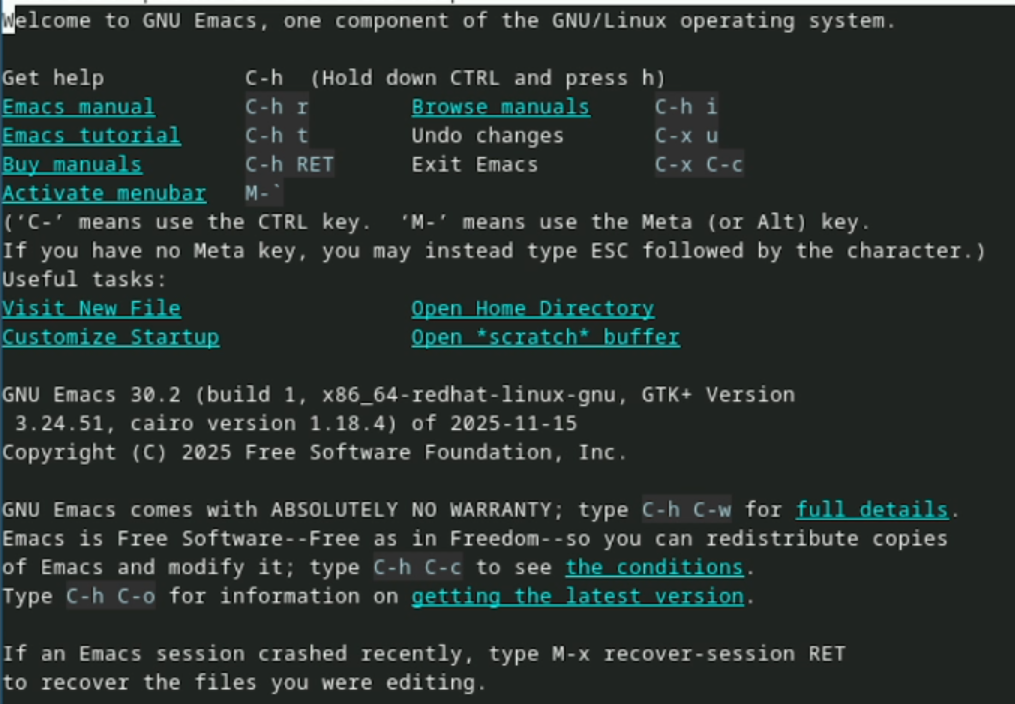 Welcome to GNU Emacs, one component of the GNU/Linux operating system.
Get help C-h (Hold down CTRL and press h)
Emacs manual C-h r Browse manuals C-h i
Emacs tutorial C-h t Undo changes C-x u
Buy manuals C-h RET Exit Emacs C-x C-c
Activate menubar M-`
(‘C-’ means use the CTRL key. ‘M-’ means use the Meta (or Alt) key.
If you have no Meta key, you may instead type ESC followed by the character.)
Useful tasks:
Visit New File Open Home Directory
Customize Startup Open *scratch* buffer
GNU Emacs 30.2 (build 1, x86_64-redhat-linux-gnu, GTK+ Version
3.24.51, cairo version 1.18.4) of 2025-11-15
Copyright (C) 2025 Free Software Foundation, Inc.
GNU Emacs comes with ABSOLUTELY NO WARRANTY; type C-h C-w for full details.
Emacs is Free Software--Free as in Freedom--so you can redistribute copies
of Emacs and modify it; type C-h C-c to see the conditions.
Type C-h C-o for information on getting the latest version.
If an Emacs session crashed recently, type M-x recover-session RET
to recover the files you were editing.